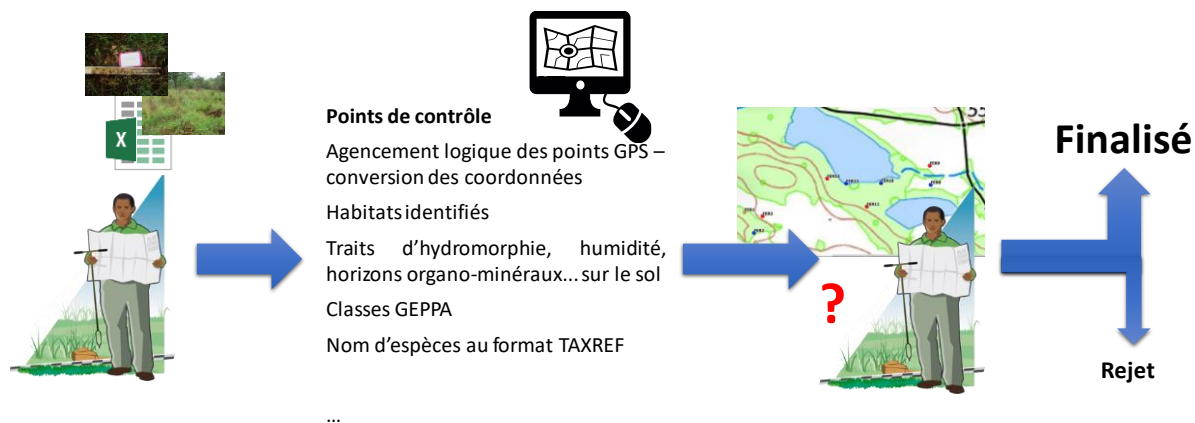 X
Points de contrôle
Agencement logique des points GPS –
conversion des coordonnées
Habitats identifiés
Traits d'hydromorphie, humidité,
horizons organo-minéraux... sur le sol
Classes GEPPA
Nom d'espèces au format TAXREF
...
55
?
Finalisé
Rejet